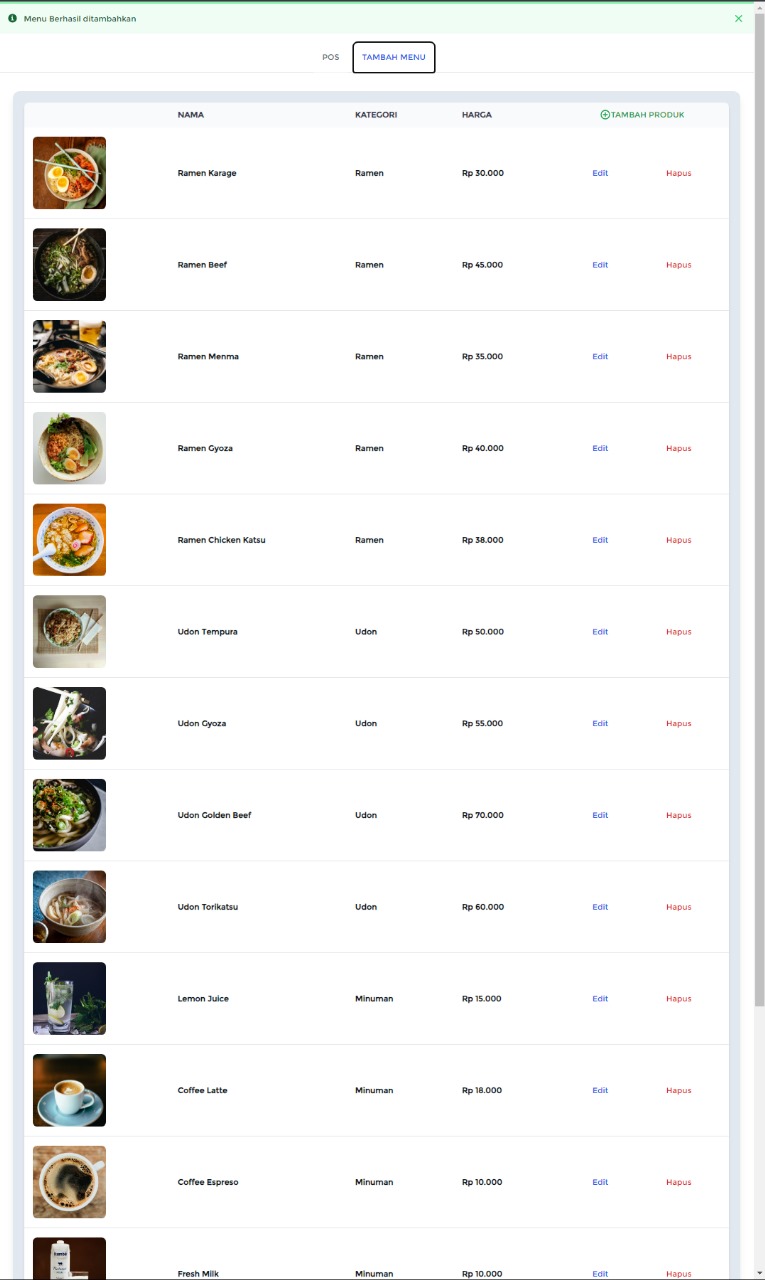 Menu Berhasil ditambahkan
POS TAMBAH MENU
NAMA KATEGORI HARGA TAMBAH PRODUK
Ramen Karage Ramen Rp 30.000 Edit Hapus
Ramen Beef Ramen Rp 45.000 Edit Hapus
Ramen Menma Ramen Rp 35.000 Edit Hapus
Ramen Gyoza Ramen Rp 40.000 Edit Hapus
Ramen Chicken Katsu Ramen Rp 38.000 Edit Hapus
Udon Tempura Udon Rp 50.000 Edit Hapus
Udon Gyoza Udon Rp 55.000 Edit Hapus
Udon Golden Beef Udon Rp 70.000 Edit Hapus
Udon Torikatsu Udon Rp 60.000 Edit Hapus
Lemon Juice Minuman Rp 15.000 Edit Hapus
Coffee Latte Minuman Rp 18.000 Edit Hapus
Coffee Espreso Minuman Rp 10.000 Edit Hapus
Fresh Milk Minuman Rp 10.000 Edit Hapus